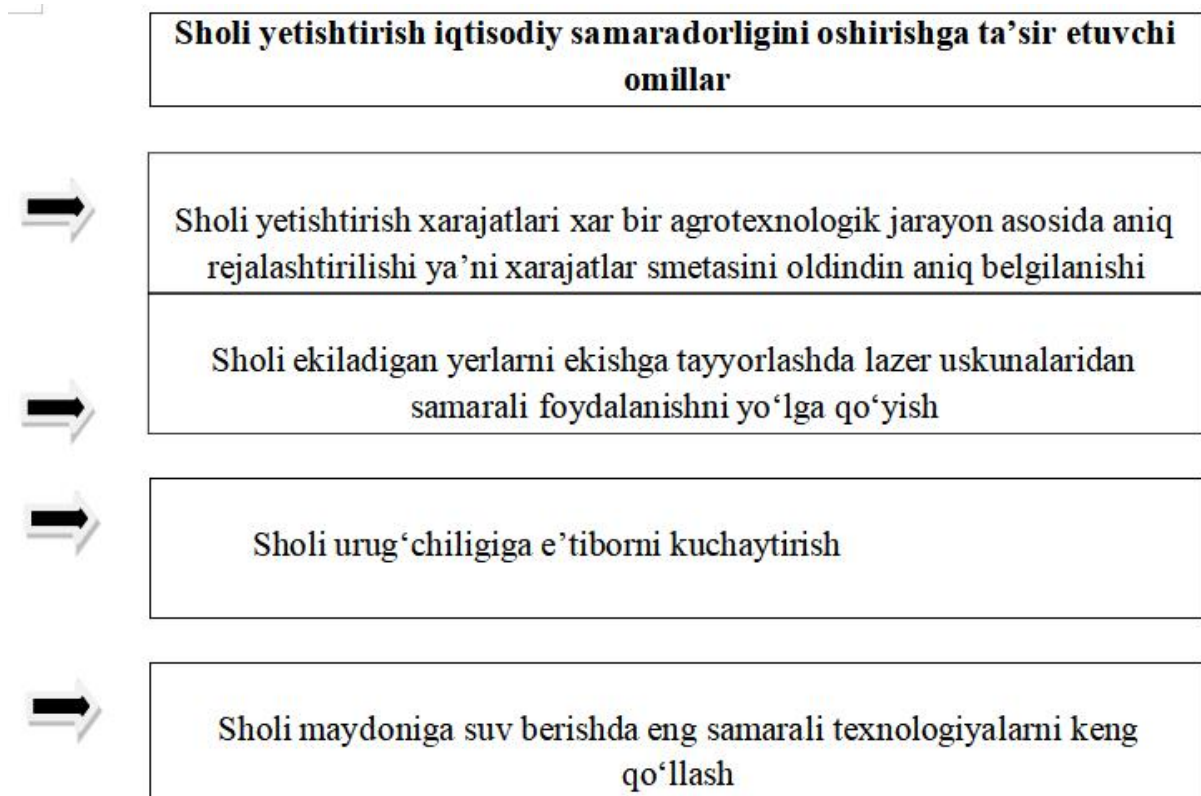 Sholi yetishtirish iqtisodiy samaradorligini oshirishga ta’sir etuvchi
omillar
Sholi yetishtirish xarajatlari xar bir agrotexnologik jarayon asosida aniq
rejalashtirilishi ya’ni xarajatlar smetasini oldindin aniq belgilanishi
Sholi ekiladigan yerlarni ekishga tayyorlashda lazer uskunalaridan
samarali foydalanishni yo‘lga qo‘yish
Sholi urug‘chiligiga e’tiborni kuchaytirish
Sholi maydoniga suv berishda eng samarali texnologiyalarni keng
qo‘llash